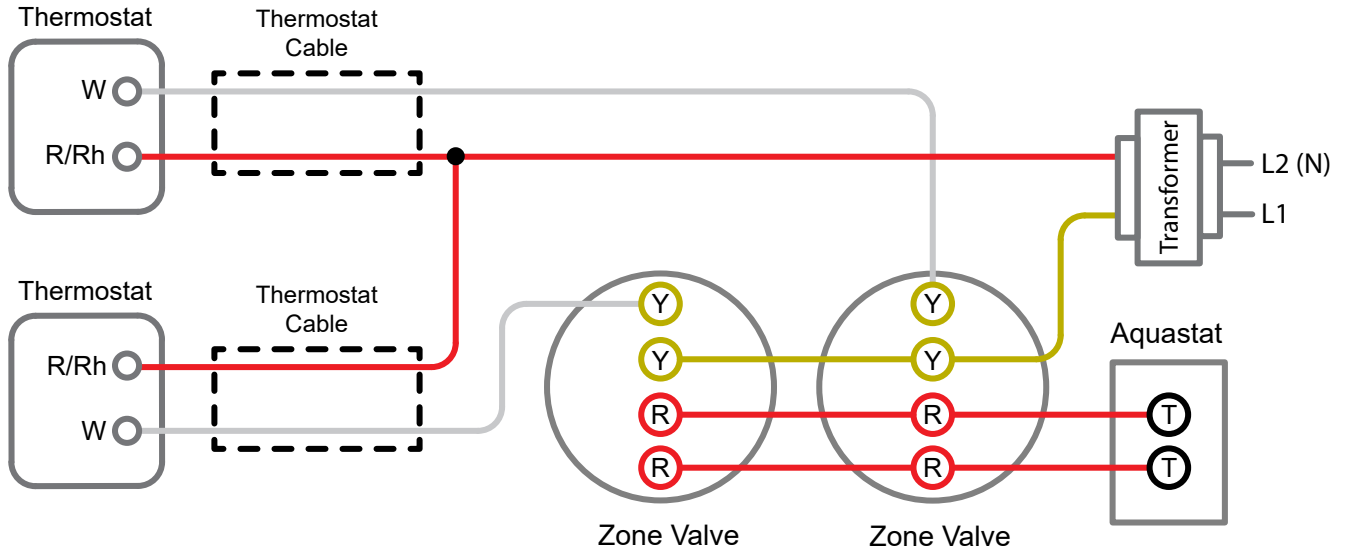 Thermostat
Thermostat
Cable
W
R/Rh
Transformer
L2 (N)
L1
Thermostat
Thermostat
Cable
R/Rh
W
Y
Y
Y
Y
R
R
R
R
Aquastat
T
T
Zone Valve
Zone Valve